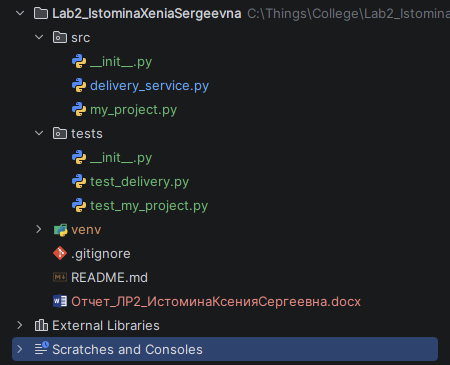 Lab2_IstominaXeniaSergeevna C:\Things\College\Lab2_Istomina
src
__init__.py
delivery_service.py
my_project.py
tests
__init__.py
test_delivery.py
test_my_project.py
venv
.gitignore
README.md
Отчет_ЛР2_ИстоминаКсенияСергеевна.docx
External Libraries
Scratches and Consoles